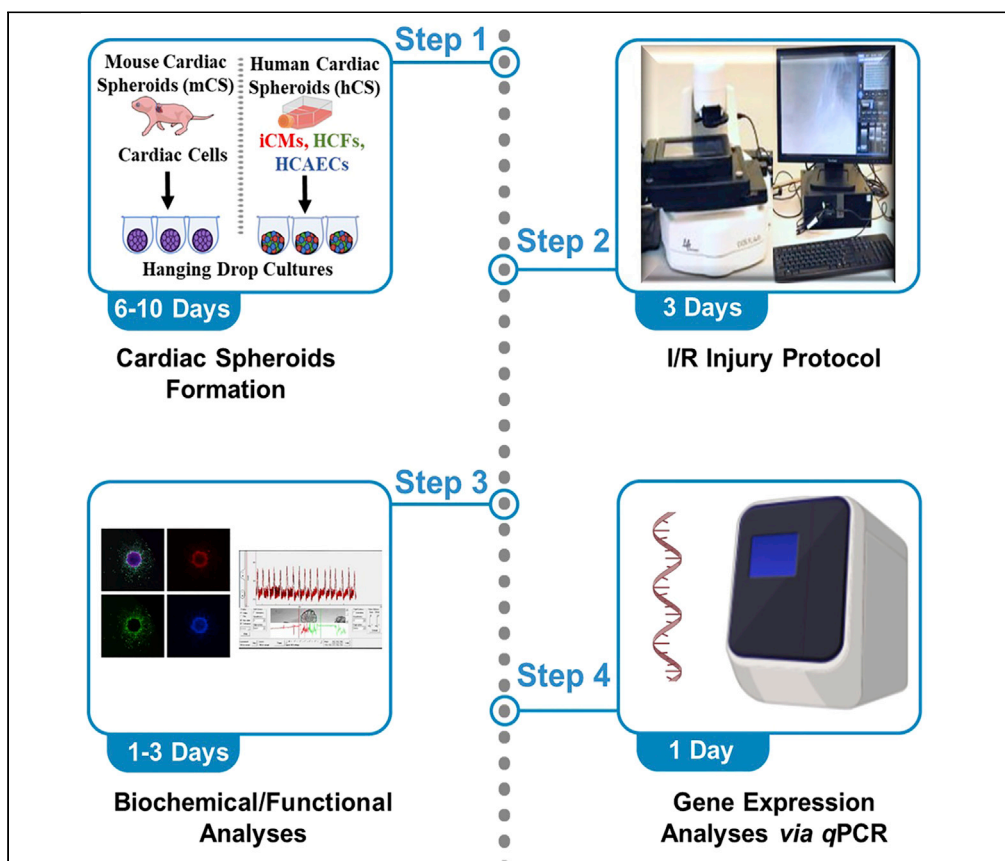 Step 1
Mouse Cardiac
Spheroids (mCS)
Cardiac Cells
Human Cardiac
Spheroids (hCS)
iCMs, HCFs,
HCAECs
Hanging Drop Cultures
6-10 Days
Cardiac Spheroids
Formation
Step 2
3 Days
I/R Injury Protocol
Step 3
1-3 Days
Biochemical/Functional
Analyses
Step 4
1 Day
Gene Expression
Analyses via qPCR